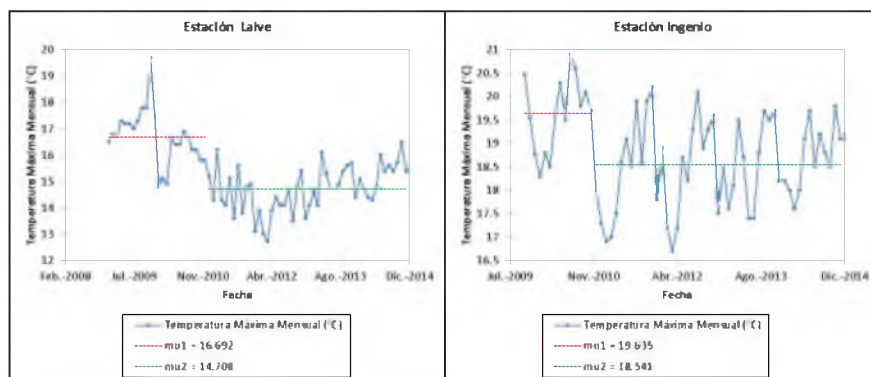 Estación Laive
Temperatura Máxima Mensual (°C)
20
19
18
17
16
15
14
13
12
Feb.-2008
Jul.-2009
Nov.-2010
Abr.-2012
Ago.-2013
Dic.-2014
Fecha
Temperatura Máxima Mensual (°C)
mu1 = 16.692
mu2 = 14.708
Estación Ingenio
Temperatura Máxima Mensual (°C)
21
20.5
20
19.5
19
18.5
18
17.5
17
16.5
Jul.-2009
Nov.-2010
Abr.-2012
Ago.-2013
Dic.-2014
Fecha
Temperatura Máxima Mensual (°C)
mu1 = 19.635
mu2 = 18.541